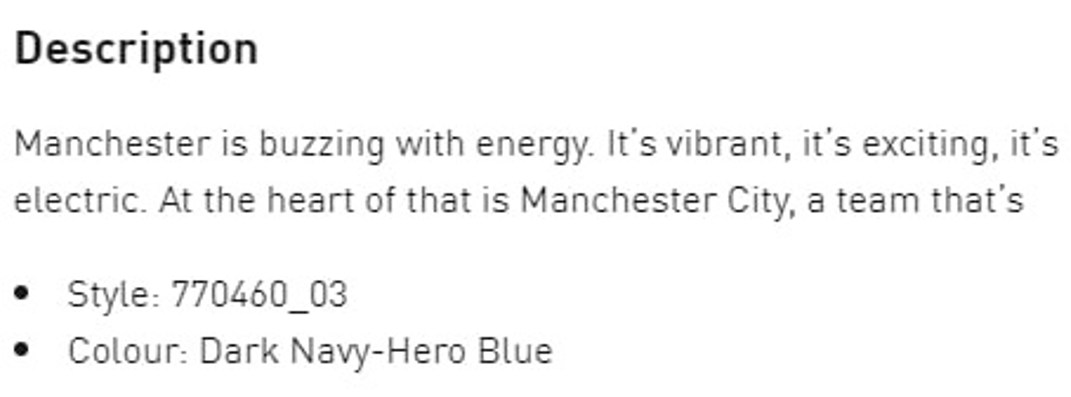 Description
Manchester is buzzing with energy. It's vibrant, it's exciting, it's
electric. At the heart of that is Manchester City, a team that's
• Style: 770460_03
• Colour: Dark Navy-Hero Blue